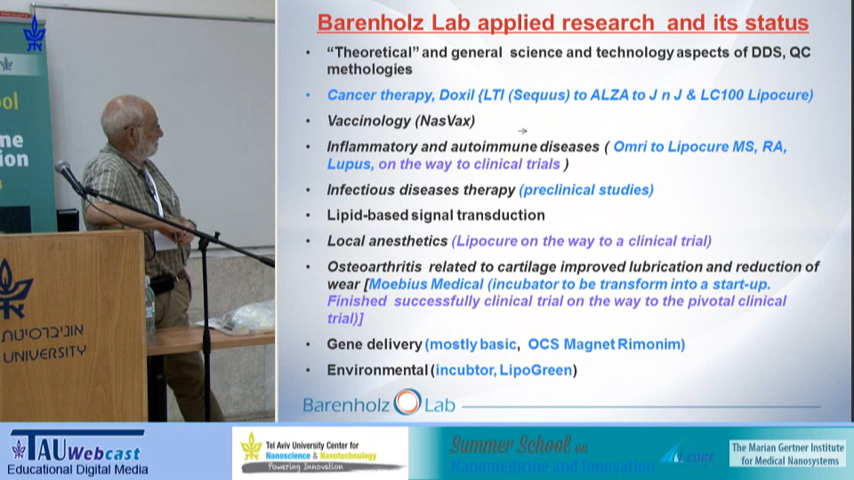 Barenholz Lab applied research and its status
• "Theoretical" and general science and technology aspects of DDS, QC
methologies
• Cancer therapy, Doxil {LTI (Sequus) to ALZA to J n J & LC100 Lipocure)
• Vaccinology (NasVax)
• Inflammatory and autoimmune diseases ( Omri to Lipocure MS, RA,
Lupus, on the way to clinical trials )
• Infectious diseases therapy (preclinical studies)
• Lipid-based signal transduction
• Local anesthetics (Lipocure on the way to a clinical trial)
• Osteoarthritis related to cartilage improved lubrication and reduction of
wear [Moebius Medical (incubator to be transform into a start-up.
Finished successfully clinical trial on the way to the pivotal clinical
trial)]
• Gene delivery (mostly basic, OCS Magnet Rimonim)
• Environmental (incubtor, LipoGreen)
Barenholz Lab
ol
ne
ion
אוניברסיטת
UNIVERSITY
TAU Webcast
Educational Digital Media
Tel Aviv University Center for
Nanoscience & Nanotechnology
Powering Innovation
Summer School on
Nanomedicine and Innovation
I-CORE
The Marian Gertner Institute
for Medical Nanosystems